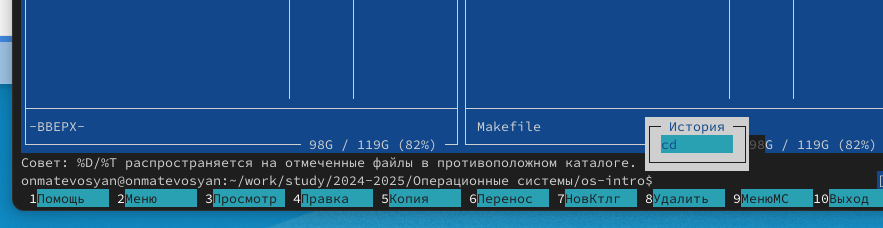 -ВВЕРХ-
Makefile
История
98G / 119G (82%)
cd
98G / 119G (82%)
Совет: %D/%T распространяется на отмеченные файлы в противоположном каталоге.
onmatevosyan@onmatevosyan:~/work/study/2024-2025/Операционные системы/os-intro$
1Помощь 2Меню 3Просмотр 4Правка 5Копия 6Перенос 7НовКтлг 8Удалить 9МенюMC 10Выход